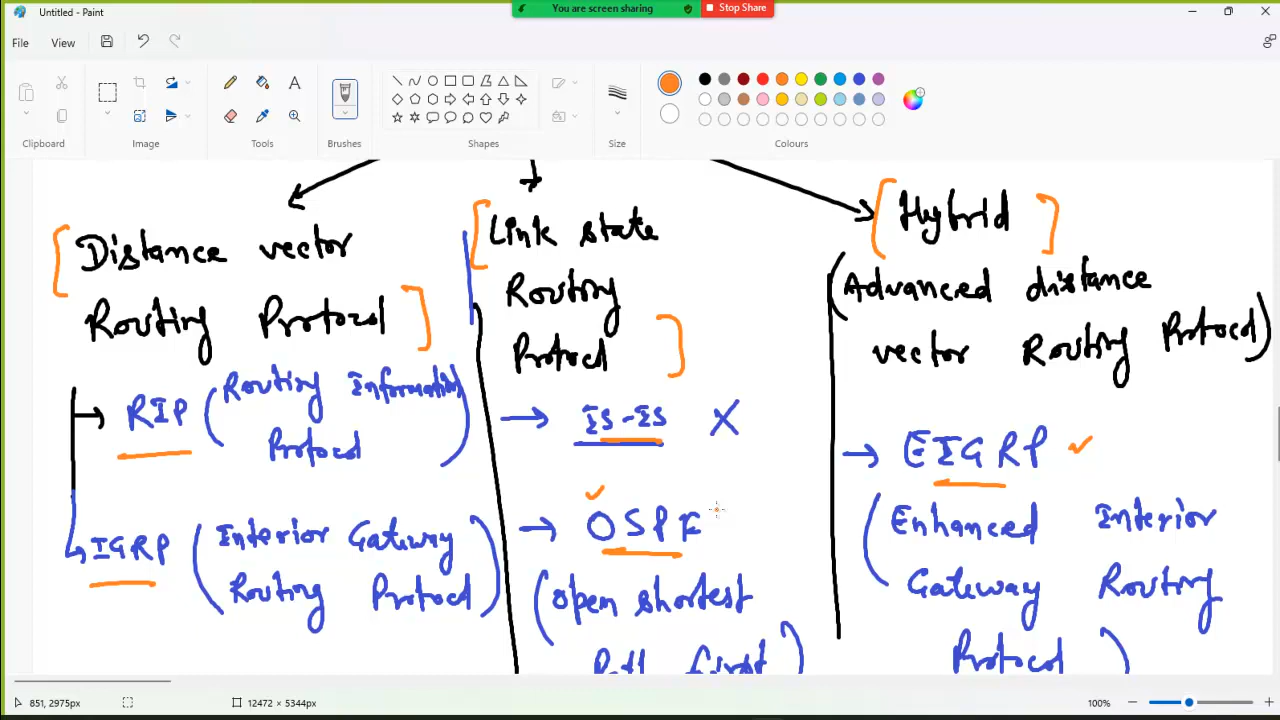 Untitled - Paint
You are screen sharing
Stop Share
File
View
Clipboard
Image
Tools
Brushes
Shapes
Size
Colours
[Distance vector
Routing Protocol]
RIP (Routing Information
Protocol)
IGRP (Interior Gateway
Routing Protocol)
[Link state
Routing
Protocol]
IS-IS X
OSPF
(Open shortest
Path first)
[Hybrid]
(Advanced distance
vector Routing Protocol)
EIGRP ✓
(Enhanced Interior
Gateway Routing
Protocol)
851, 2975px
12472 × 5344px
100%